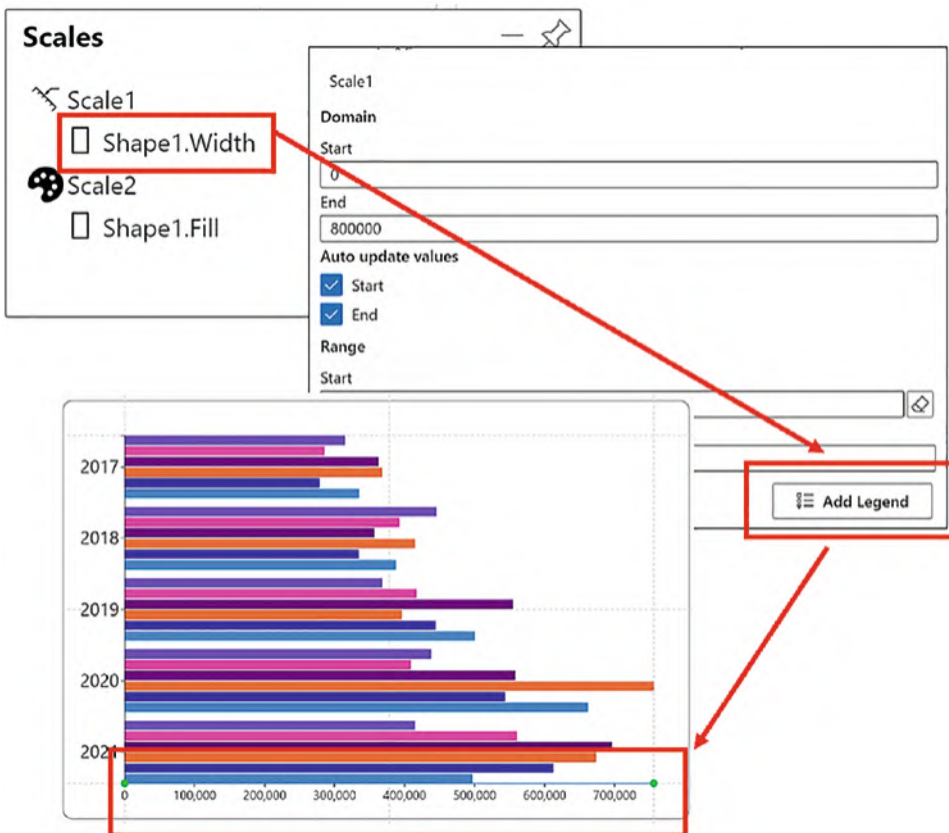 Scales
Scale1
Shape1.Width
Scale2
Shape1.Fill
Scale1
Domain
Start
0
End
800000
Auto update values
Start
End
Range
Start
Add Legend
2017
2018
2019
2020
2021
0 100,000 200,000 300,000 400,000 500,000 600,000 700,000